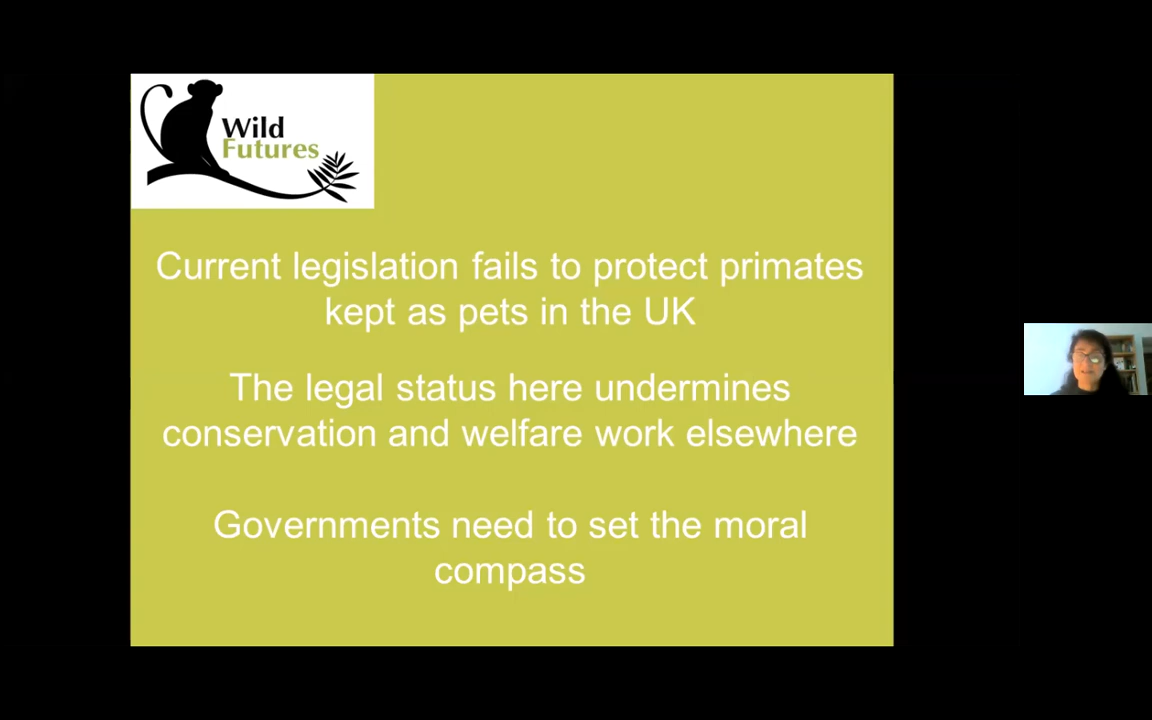 Wild
Futures
Current legislation fails to protect primates
kept as pets in the UK
The legal status here undermines
conservation and welfare work elsewhere
Governments need to set the moral
compass